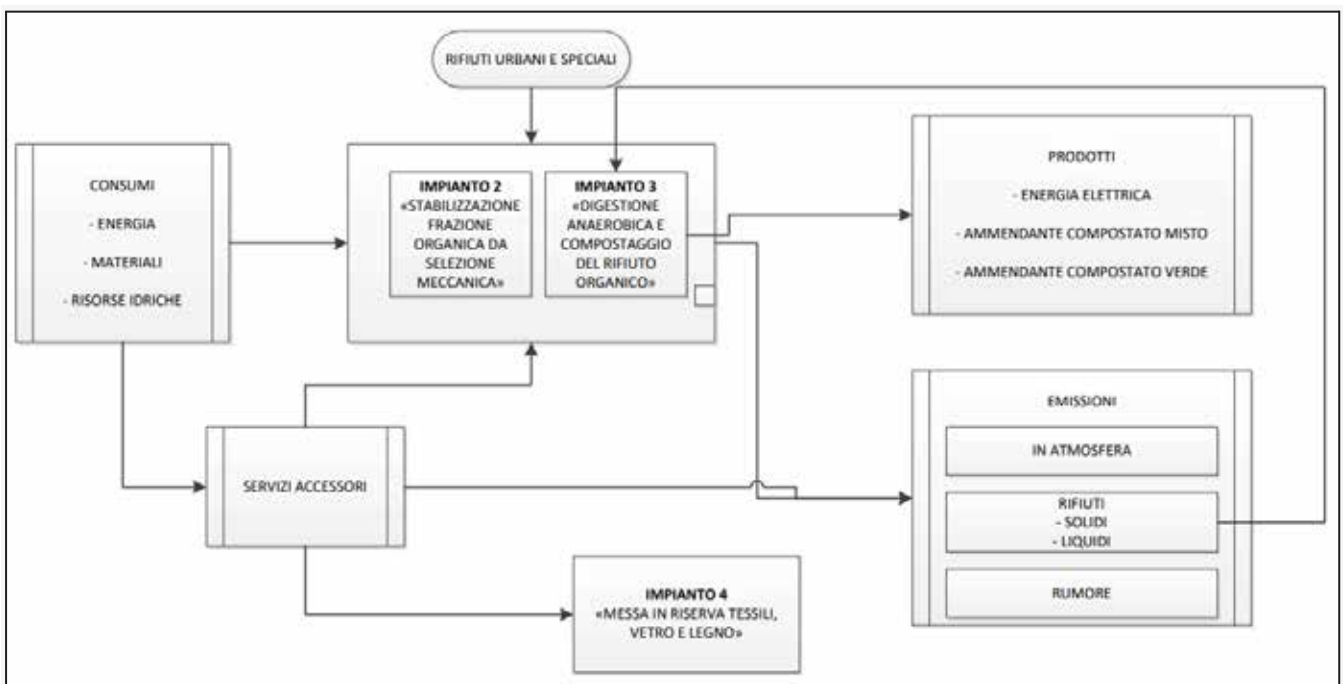 RIFIUTI URBANI E SPECIALI
CONSUMI
- ENERGIA
- MATERIALI
- RISORSE IDRICHE
IMPIANTO 2
«STABILIZZAZIONE
FRAZIONE
ORGANICA DA
SELEZIONE
MECCANICA»
IMPIANTO 3
«DIGESTIONE
ANAEROBICA E
COMPOSTAGGIO
DEL RIFIUTO
ORGANICO»
PRODOTTI
- ENERGIA ELETTRICA
- AMMENDANTE COMPOSTATO MISTO
- AMMENDANTE COMPOSTATO VERDE
SERVIZI ACCESSORI
EMISSIONI
IN ATMOSFERA
RIFIUTI
- SOLIDI
- LIQUIDI
RUMORE
IMPIANTO 4
«MESSA IN RISERVA TESSILI,
VETRO E LEGNO»